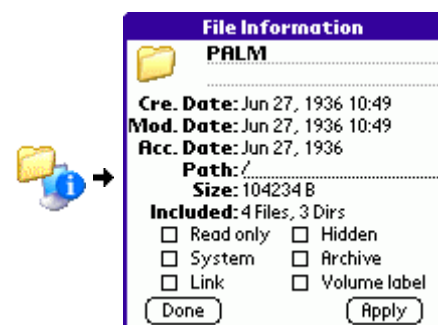 File Information
PALM
Cre. Date: Jun 27, 1936 10:49
Mod. Date: Jun 27, 1936 10:49
Acc. Date: Jun 27, 1936
Path: /
Size: 104234 B
Included: 4 Files, 3 Dirs
Read only Hidden
System Archive
Link Volume label
Done Apply